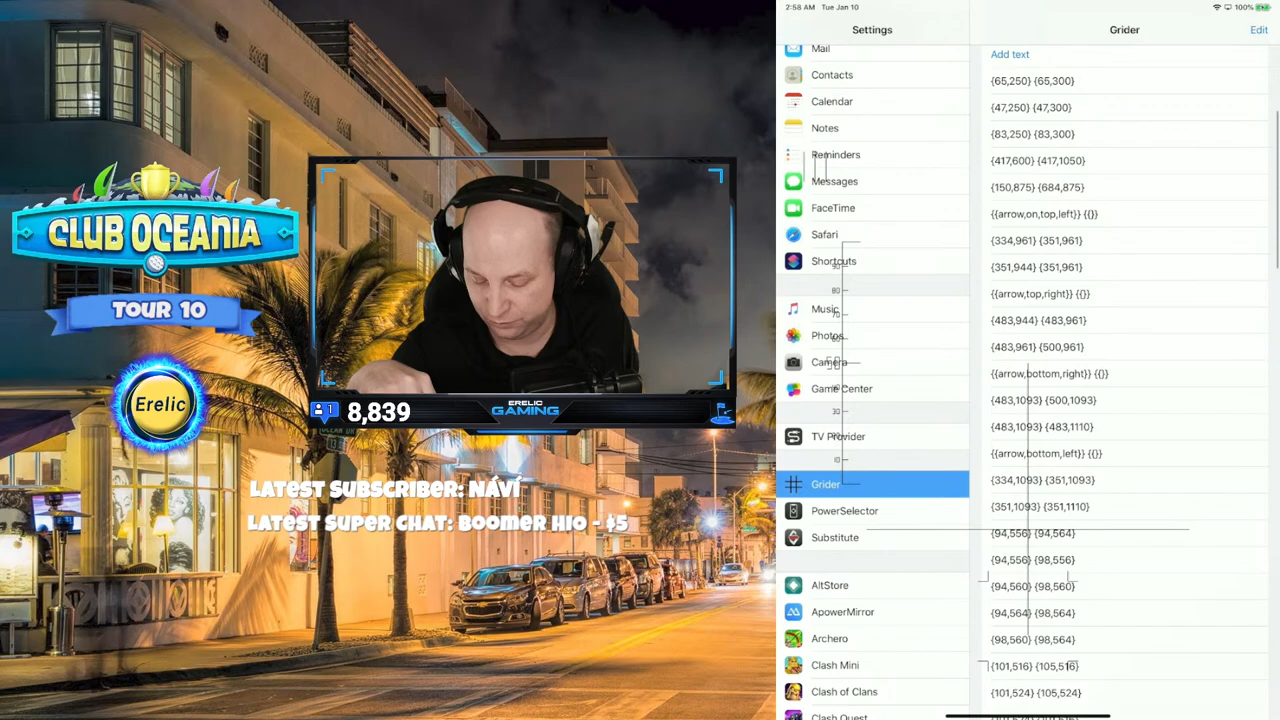 2:58 AM Tue Jan 10
100%
Settings
Grider
Edit
Mail
Contacts
Calendar
Notes
Reminders
Messages
FaceTime
Safari
Shortcuts
Music
Photos
Camera
Game Center
TV Provider
Grider
PowerSelector
Substitute
AltStore
ApowerMirror
Archero
Clash Mini
Clash of Clans
Clash Quest
80
30
10
Add text
{65,250} {65,300}
{47,250} {47,300}
{83,250} {83,300}
{417,600} {417,1050}
{150,875} {684,875}
{{arrow,on,top,left}} {{}}
{334,961} {351,961}
{351,944} {351,961}
{{arrow,top,right}} {{}}
{483,944} {483,961}
{483,961} {500,961}
{{arrow,bottom,right}} {{}}
{483,1093} {500,1093}
{483,1093} {483,1110}
{{arrow,bottom,left}} {{}}
{334,1093} {351,1093}
{351,1093} {351,1110}
{94,556} {94,564}
{94,556} {98,556}
{94,560} {98,560}
{94,564} {98,564}
{98,560} {98,564}
{101,516} {105,516}
{101,524} {105,524}
CLUB OCEANIA
TOUR 10
Erelic
1
8,839
ERELIC
GAMING
Latest Subscriber: NÁVÍ
Latest Super Chat: Boomer H10 - $5